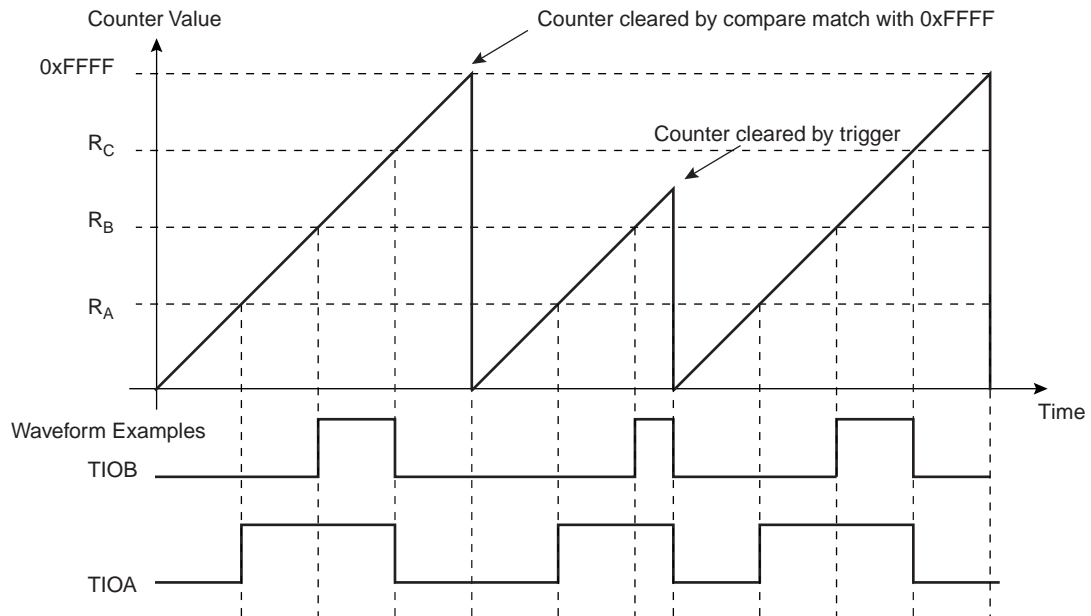 Counter Value
Counter cleared by compare match with 0xFFFF
0xFFFF
RC
Counter cleared by trigger
RB
RA
Time
Waveform Examples
TIOB
TIOA